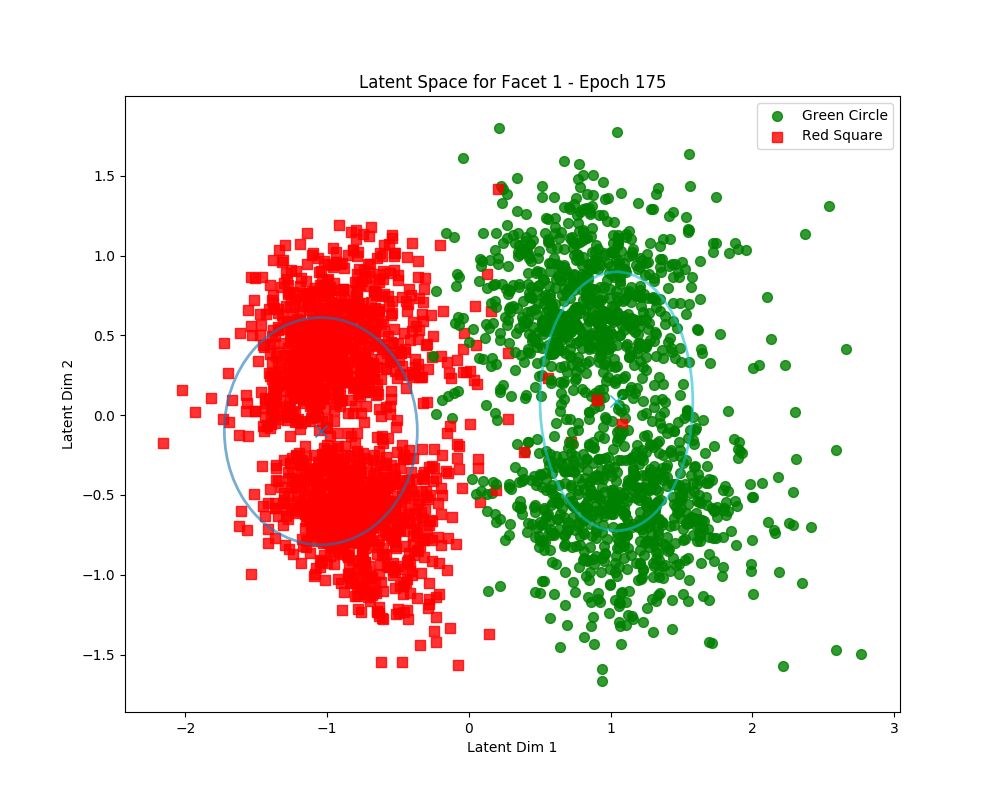 Latent Space for Facet 1 - Epoch 175
Green Circle
Red Square
Latent Dim 2
1.5
1.0
0.5
0.0
−0.5
−1.0
−1.5
−2
−1
0
1
2
3
Latent Dim 1